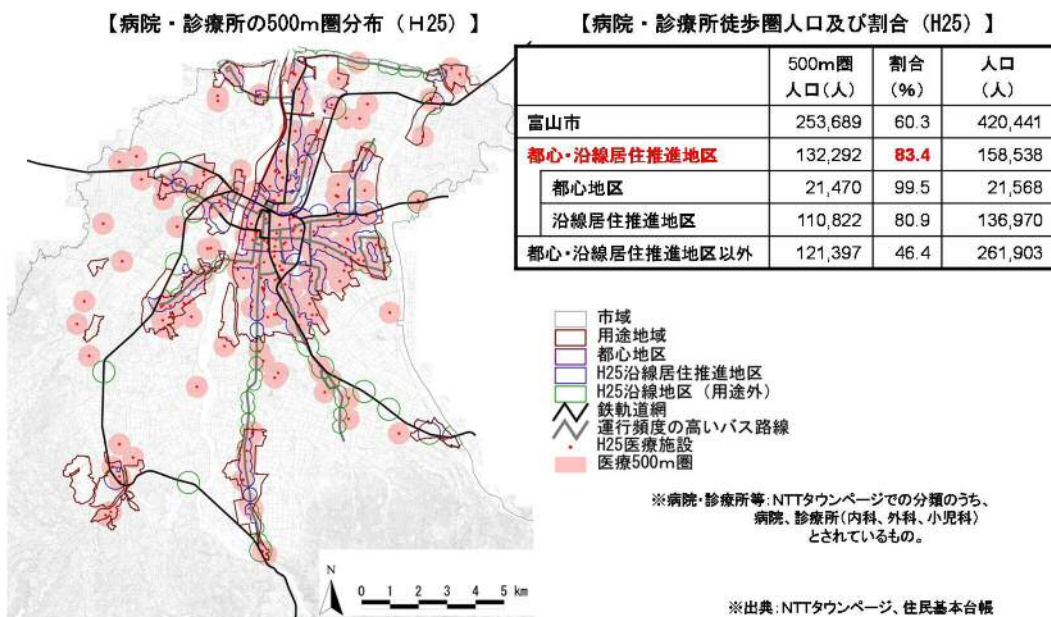 【病院・診療所の500m圏分布（H25）】
【病院・診療所徒歩圏人口及び割合（H25）】
500m圏 割合 人口
人口(人) (%) (人)
富山市 253,689 60.3 420,441
都心・沿線居住推進地区 132,292 83.4 158,538
都心地区 21,470 99.5 21,568
沿線居住推進地区 110,822 80.9 136,970
都心・沿線居住推進地区以外 121,397 46.4 261,903
市域
用途地域
都心地区
H25沿線居住推進地区
H25沿線地区（用途外）
鉄軌道網
運行頻度の高いバス路線
H25医療施設
医療500m圏
※病院・診療所等:NTTタウンページでの分類のうち、
病院、診療所(内科、外科、小児科)
とされているもの。
N
0 1 2 3 4 5 km
※出典:NTTタウンページ、住民基本台帳